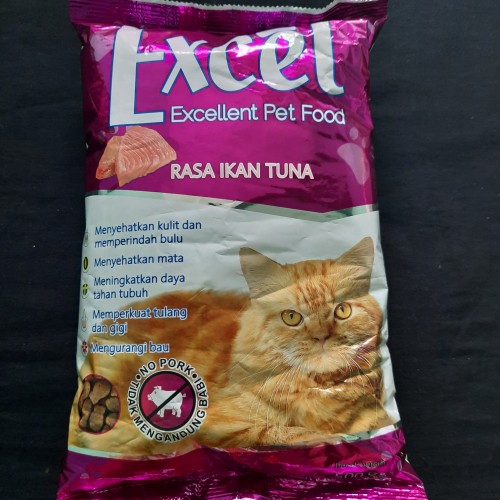 Excel
Excellent Pet Food
RASA IKAN TUNA
Menyehatkan kulit dan
memperindah bulu
Menyehatkan mata
Meningkatkan daya
tahan tubuh
Memperkuat tulang
dan gigi
Mengurangi bau
NO PORK
TIDAK MENGANDUNG BABI